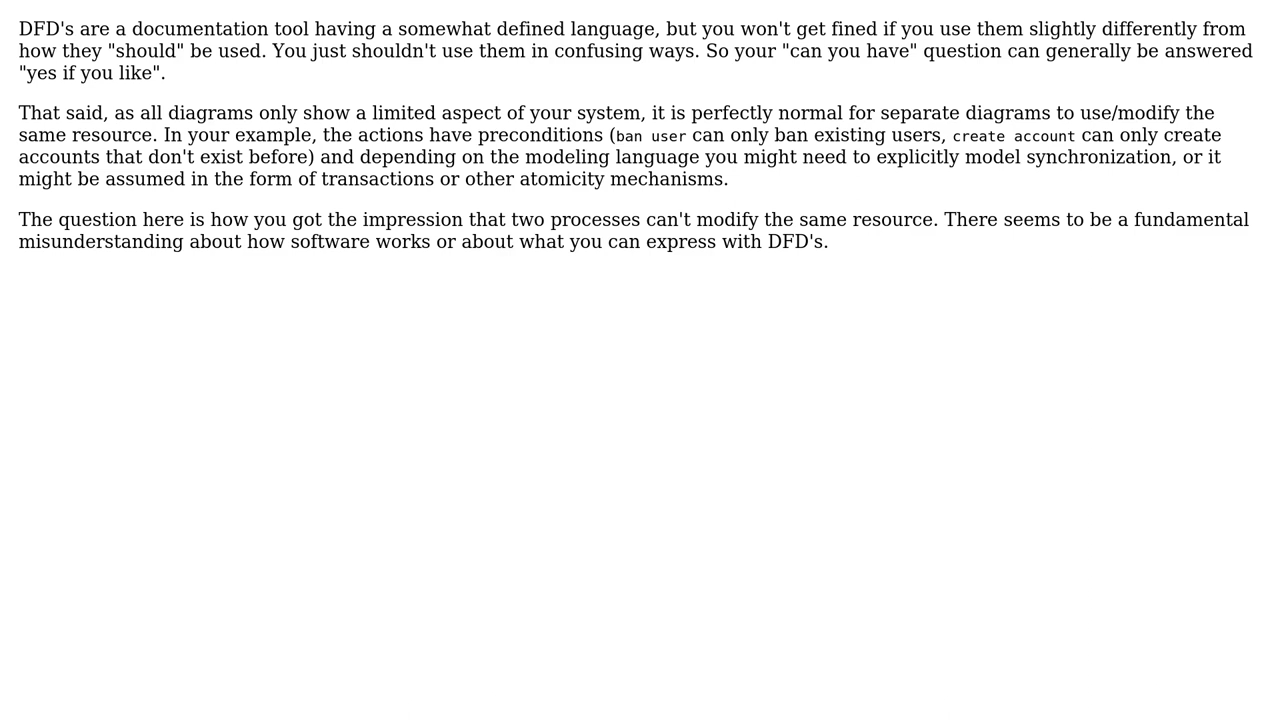 DFD's are a documentation tool having a somewhat defined language, but you won't get fined if you use them slightly differently from
how they "should" be used. You just shouldn't use them in confusing ways. So your "can you have" question can generally be answered
"yes if you like".
That said, as all diagrams only show a limited aspect of your system, it is perfectly normal for separate diagrams to use/modify the
same resource. In your example, the actions have preconditions (ban user can only ban existing users, create account can only create
accounts that don't exist before) and depending on the modeling language you might need to explicitly model synchronization, or it
might be assumed in the form of transactions or other atomicity mechanisms.
The question here is how you got the impression that two processes can't modify the same resource. There seems to be a fundamental
misunderstanding about how software works or about what you can express with DFD's.